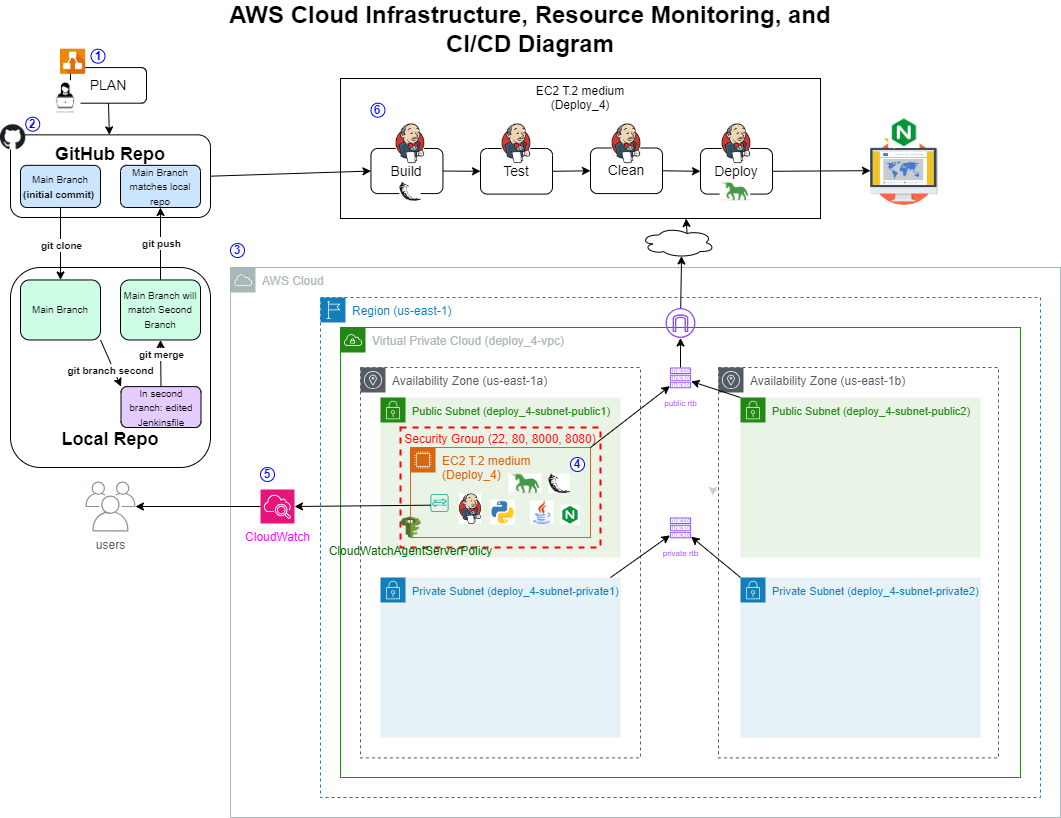 AWS Cloud Infrastructure, Resource Monitoring, and
CI/CD Diagram
1
PLAN
2
GitHub Repo
Main Branch
(initial commit)
Main Branch
matches local
repo
git clone
git push
Main Branch
Main Branch will
match Second
Branch
git merge
git branch second
In second
branch: edited
Jenkinsfile
Local Repo
EC2 T.2 medium
(Deploy_4)
6
Build
Test
Clean
Deploy
3
AWS Cloud
Region (us-east-1)
Virtual Private Cloud (deploy_4-vpc)
Availability Zone (us-east-1a)
Public Subnet (deploy_4-subnet-public1)
Security Group (22, 80, 8000, 8080)
EC2 T.2 medium
(Deploy_4)
4
CloudWatchAgentServerPolicy
Private Subnet (deploy_4-subnet-private1)
public rtb
private rtb
Availability Zone (us-east-1b)
Public Subnet (deploy_4-subnet-public2)
Private Subnet (deploy_4-subnet-private2)
5
CloudWatch
users